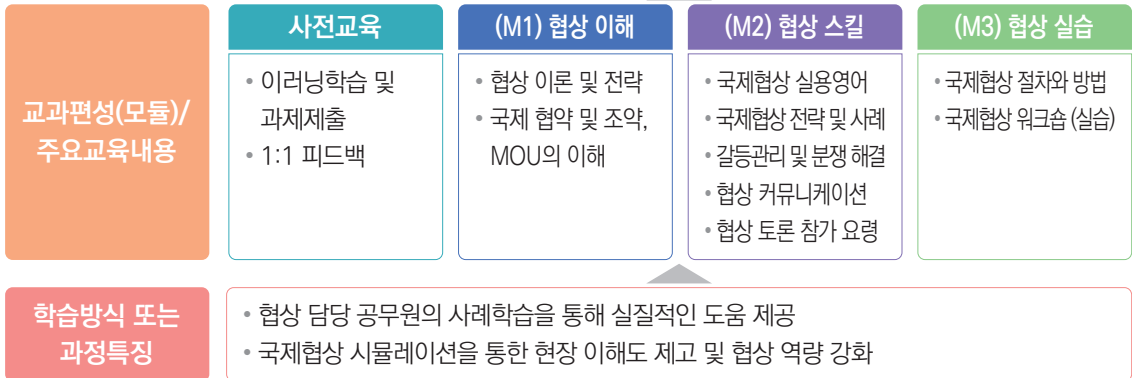 교과편성(모듈)/
주요교육내용
사전교육
• 이러닝학습 및
과제제출
• 1:1 피드백
(M1) 협상 이해
• 협상 이론 및 전략
• 국제 협약 및 조약,
MOU의 이해
(M2) 협상 스킬
• 국제협상 실용영어
• 국제협상 전략 및 사례
• 갈등관리 및 분쟁 해결
• 협상 커뮤니케이션
• 협상 토론 참가 요령
(M3) 협상 실습
• 국제협상 절차와 방법
• 국제협상 워크숍 (실습)
학습방식 또는
과정특징
• 협상 담당 공무원의 사례학습을 통해 실질적인 도움 제공
• 국제협상 시뮬레이션을 통한 현장 이해도 제고 및 협상 역량 강화